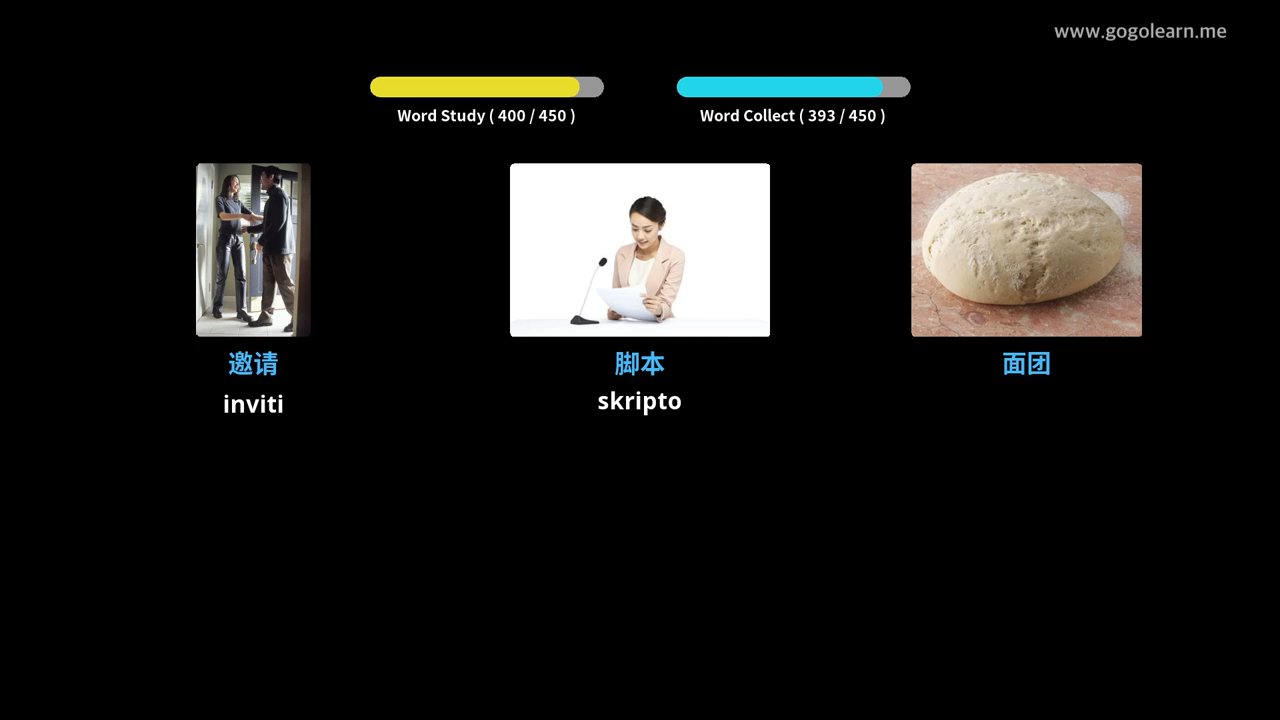 www.gogolearn.me
Word Study ( 400 / 450 )
Word Collect ( 393 / 450 )
邀请
脚本
面团
inviti
skripto